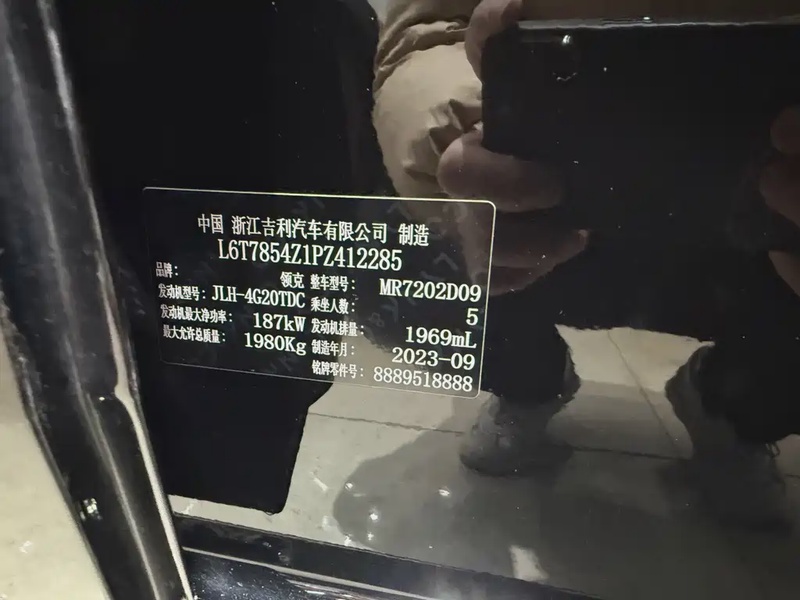 中国 浙江吉利汽车有限公司 制造
L6T7854Z1PZ412285
品牌： 领克 整车型号： MR7202D09
发动机型号： JLH-4G20TDC 乘坐人数： 5
发动机最大净功率： 187kW 发动机排量： 1969mL
最大允许总质量： 1980Kg 制造年月： 2023-09
铭牌零件号： 8889518888